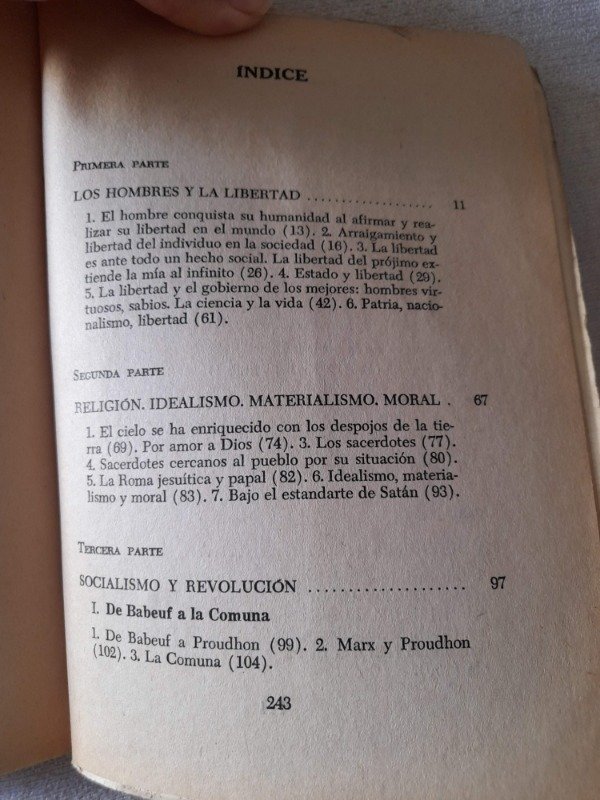 ÍNDICE
PRIMERA PARTE
LOS HOMBRES Y LA LIBERTAD .................. 11
1. El hombre conquista su humanidad al afirmar y rea-
lizar su libertad en el mundo (13). 2. Arraigamiento y
libertad del individuo en la sociedad (16). 3. La libertad
es ante todo un hecho social. La libertad del prójimo ex-
tiende la mía al infinito (26). 4. Estado y libertad (29).
5. La libertad y el gobierno de los mejores: hombres vir-
tuosos, sabios. La ciencia y la vida (42). 6. Patria, nacio-
nalismo, libertad (61).
SEGUNDA PARTE
RELIGIÓN. IDEALISMO. MATERIALISMO. MORAL . 67
1. El cielo se ha enriquecido con los despojos de la tie-
rra (69). Por amor a Dios (74). 3. Los sacerdotes (77).
4. Sacerdotes cercanos al pueblo por su situación (80).
5. La Roma jesuítica y papal (82). 6. Idealismo, materia-
lismo y moral (83). 7. Bajo el estandarte de Satán (93).
TERCERA PARTE
SOCIALISMO Y REVOLUCIÓN .................. 97
I. De Babeuf a la Comuna
1. De Babeuf a Proudhon (99). 2. Marx y Proudhon
(102). 3. La Comuna (104).
243